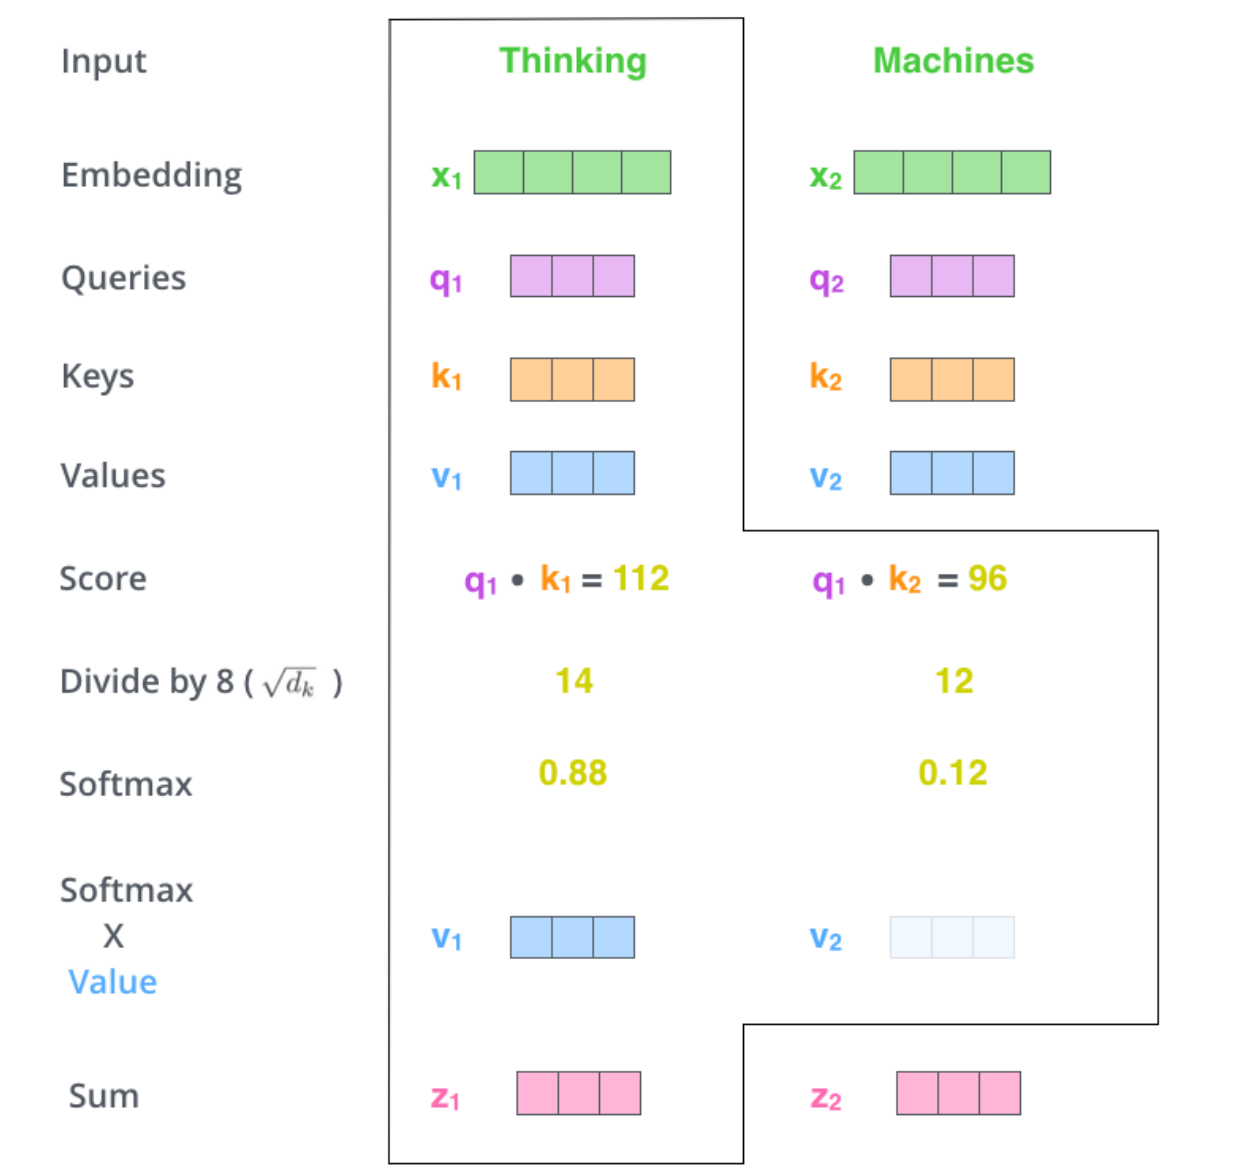 Input Thinking Machines
Embedding x₁ x₂
Queries q₁ q₂
Keys k₁ k₂
Values v₁ v₂
Score q₁ • k₁ = 112 q₁ • k₂ = 96
Divide by 8 ( √dₖ ) 14 12
Softmax 0.88 0.12
Softmax
X
v₁ v₂
Value
Sum z₁ z₂